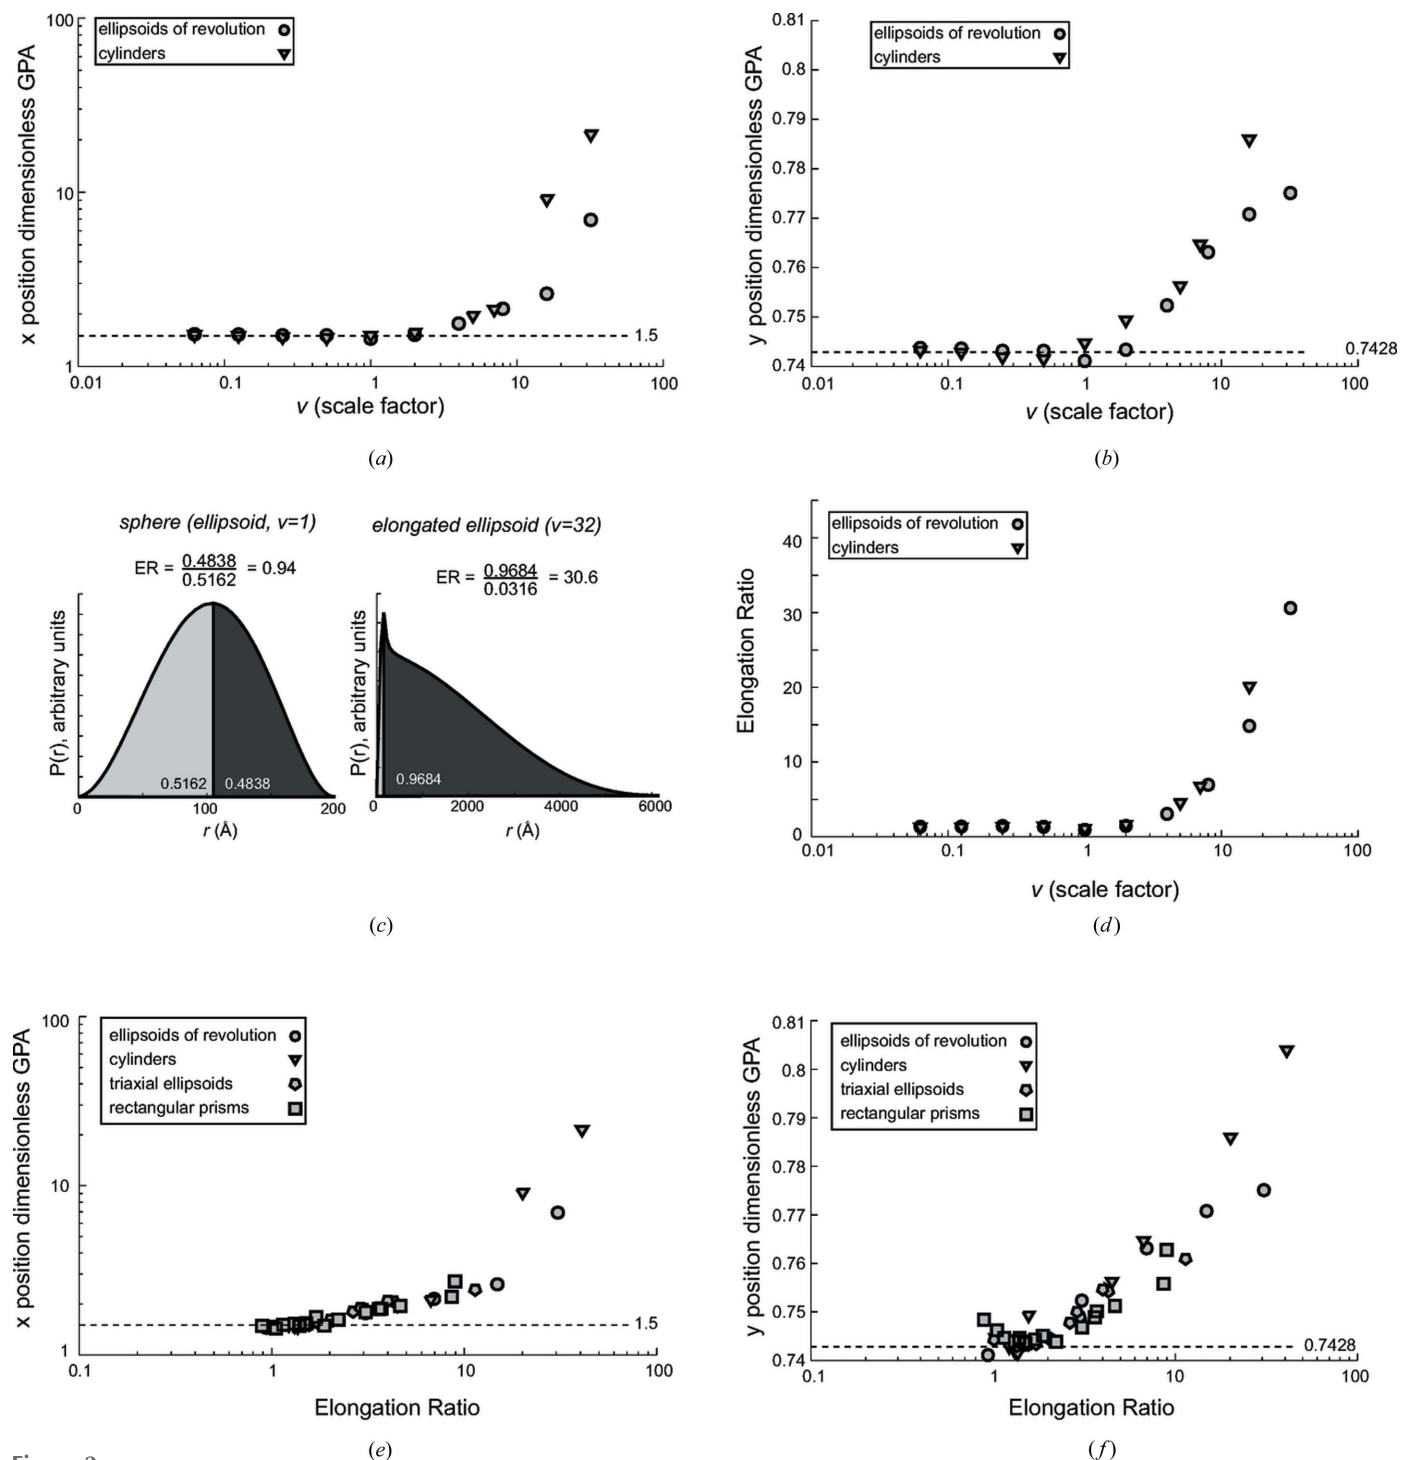 100
10
1
x position dimensionless GPA
ellipsoids of revolution
cylinders
1.5
0.01 0.1 1 10 100
v (scale factor)
(a)
0.81
0.8
0.79
0.78
0.77
0.76
0.75
0.74
y position dimensionless GPA
ellipsoids of revolution
cylinders
0.7428
0.01 0.1 1 10 100
v (scale factor)
(b)
sphere (ellipsoid, v=1)
ER = 0.4838 / 0.5162 = 0.94
P(r), arbitrary units
0.5162 0.4838
0 100 200
r (Å)
elongated ellipsoid (v=32)
ER = 0.9684 / 0.0316 = 30.6
P(r), arbitrary units
0.9684
0 2000 4000 6000
r (Å)
(c)
40
30
20
10
0
Elongation Ratio
ellipsoids of revolution
cylinders
0.01 0.1 1 10 100
v (scale factor)
(d)
100
10
1
x position dimensionless GPA
ellipsoids of revolution
cylinders
triaxial ellipsoids
rectangular prisms
1.5
0.1 1 10 100
Elongation Ratio
(e)
0.81
0.8
0.79
0.78
0.77
0.76
0.75
0.74
y position dimensionless GPA
ellipsoids of revolution
cylinders
triaxial ellipsoids
rectangular prisms
0.7428
0.1 1 10 100
Elongation Ratio
(f)